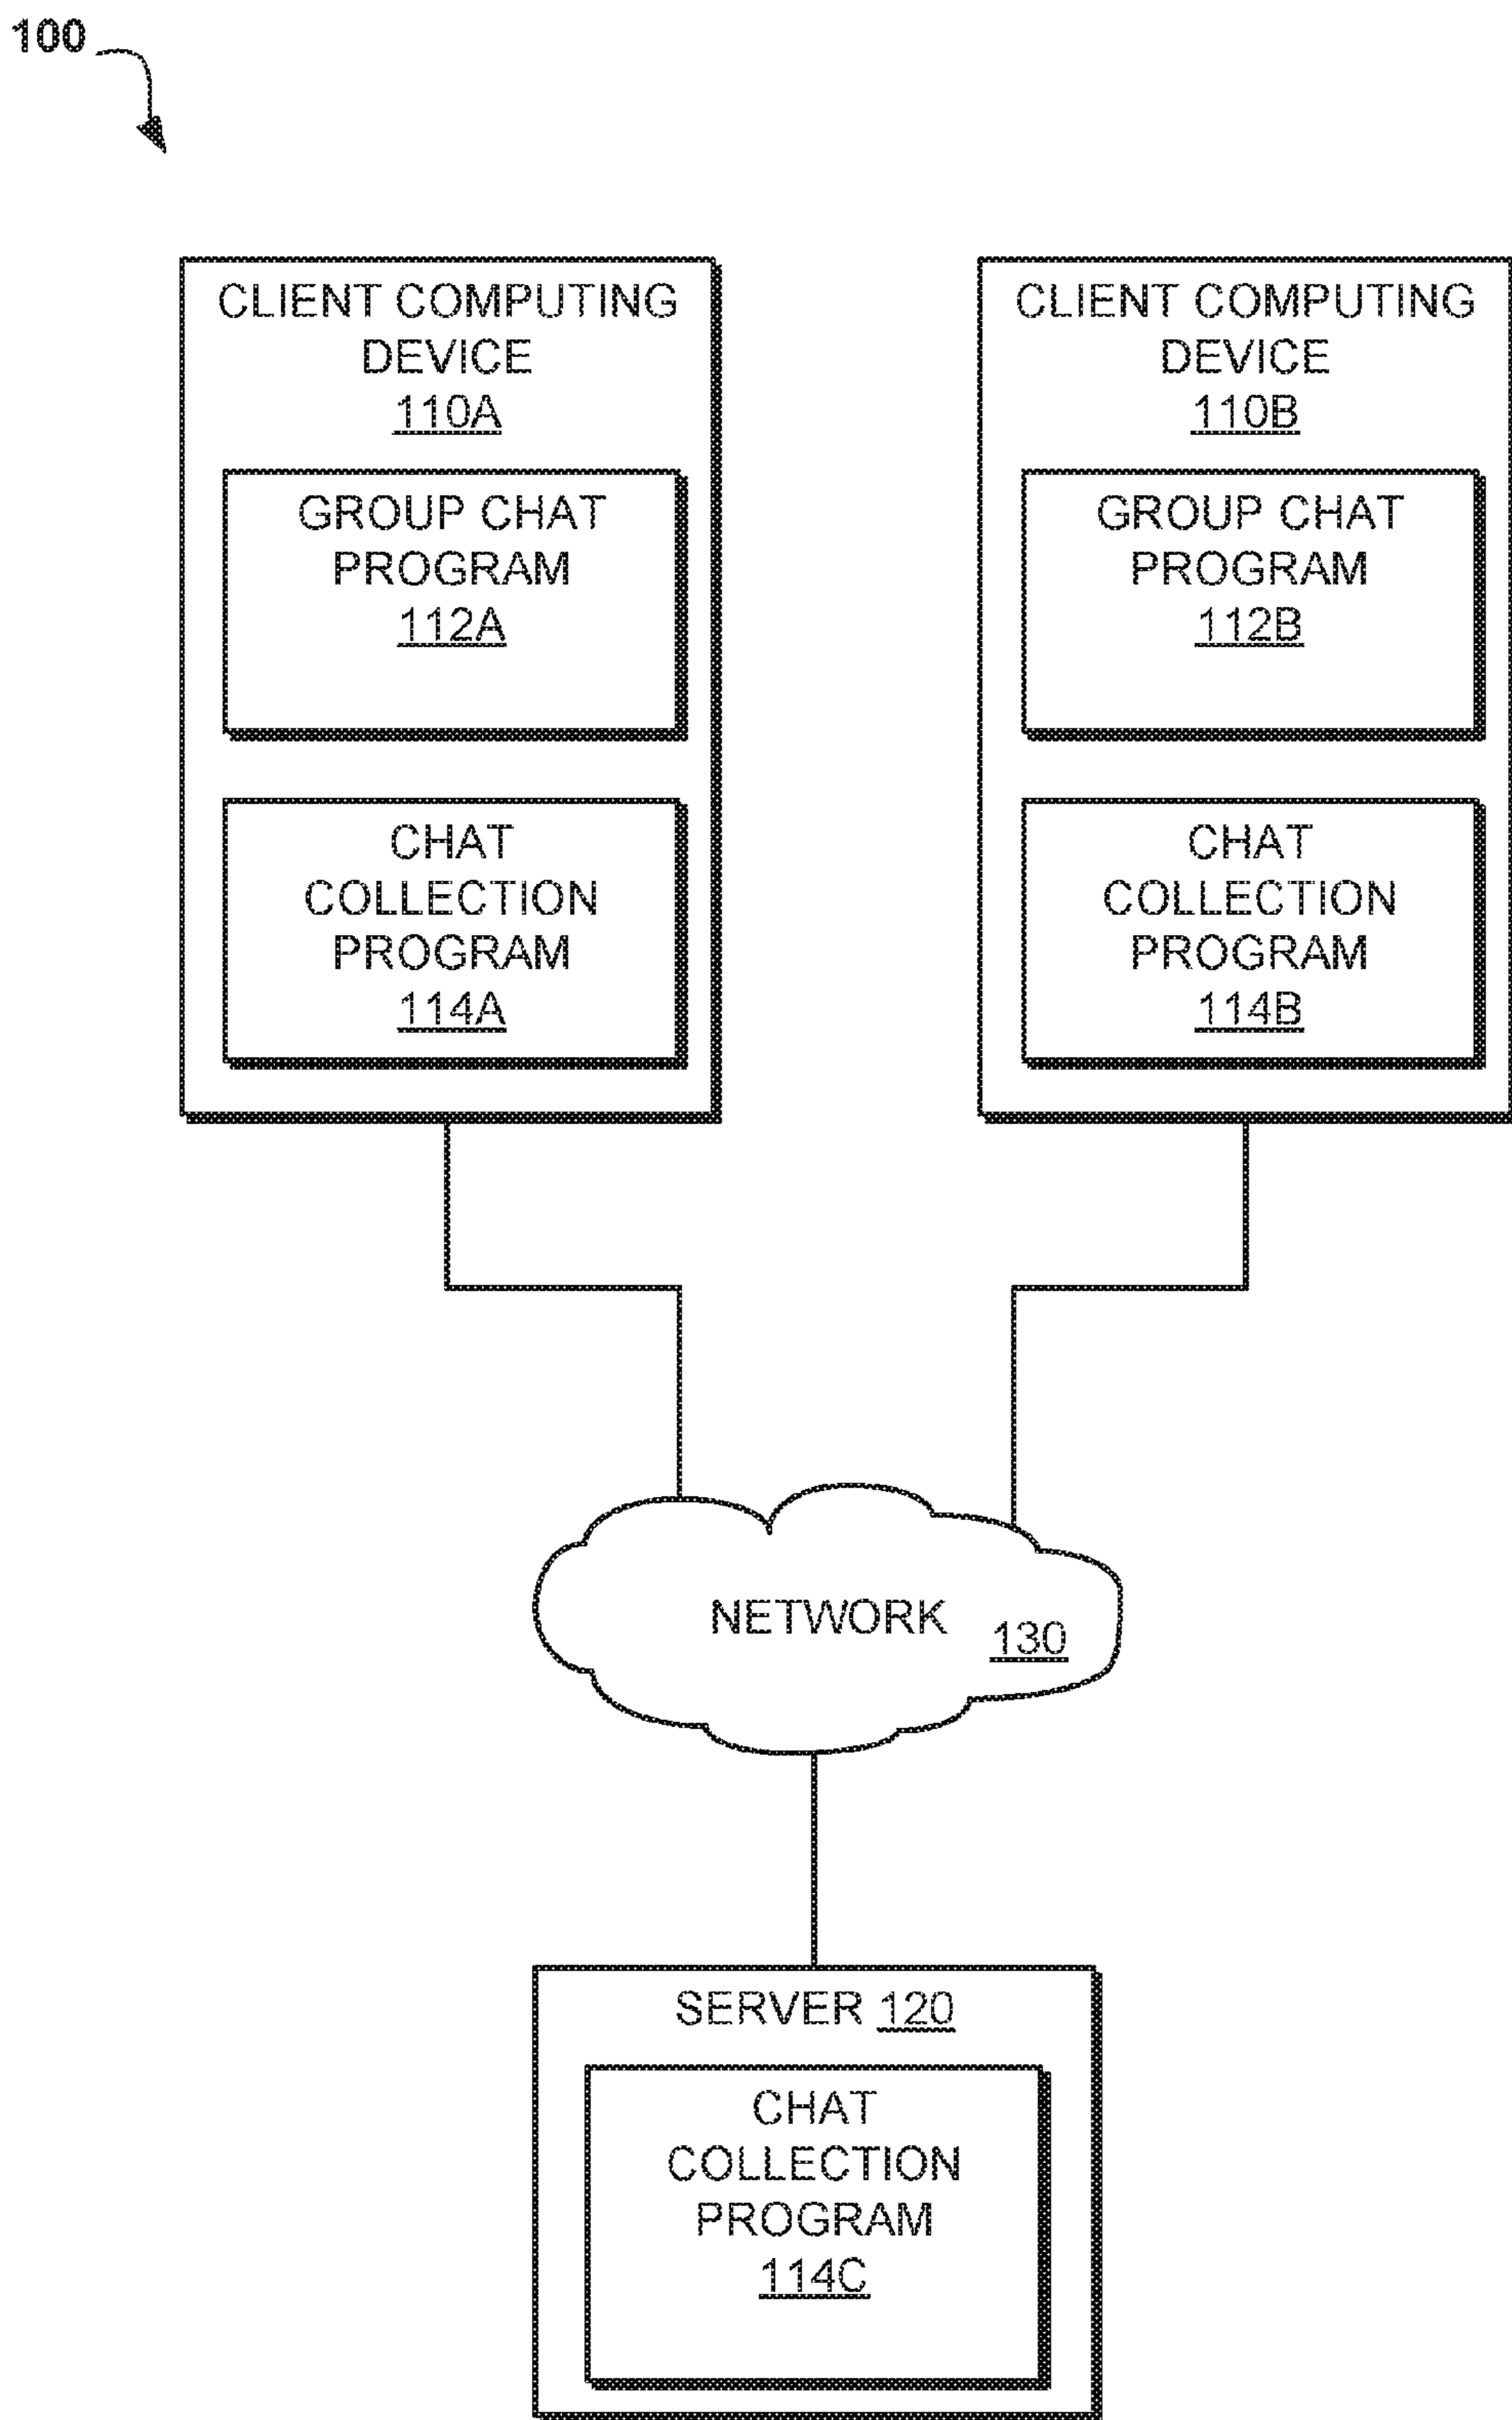 100
CLIENT COMPUTING
DEVICE
110A
GROUP CHAT
PROGRAM
112A
CHAT
COLLECTION
PROGRAM
114A
CLIENT COMPUTING
DEVICE
110B
GROUP CHAT
PROGRAM
112B
CHAT
COLLECTION
PROGRAM
114B
NETWORK 130
SERVER 120
CHAT
COLLECTION
PROGRAM
114C